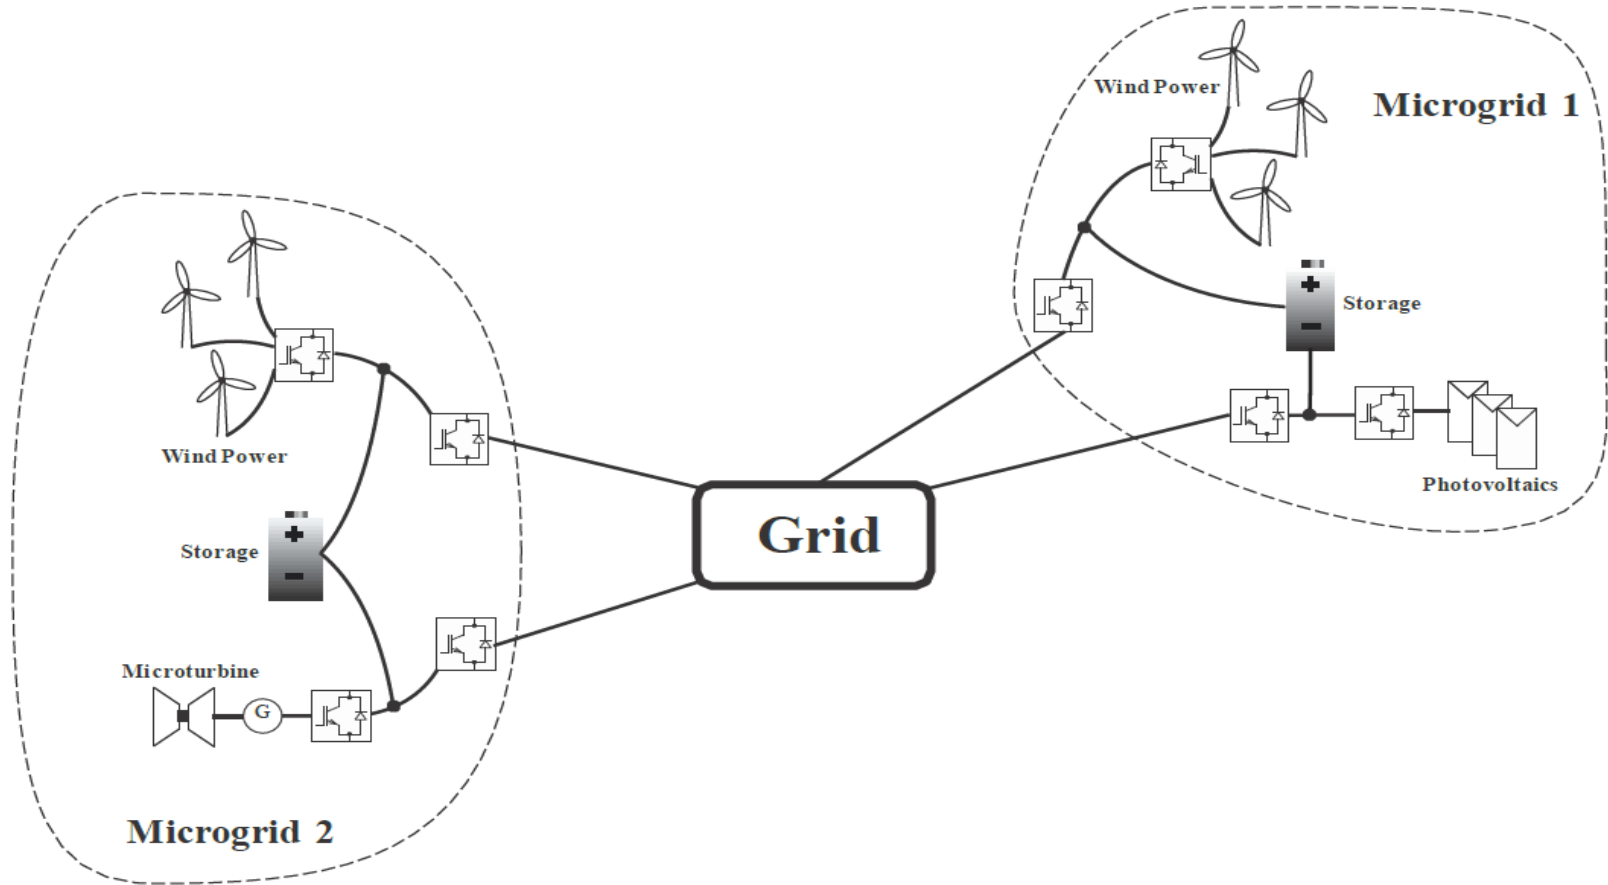 Wind Power
Microgrid 1
Storage
Photovoltaics
Grid
Wind Power
Storage
Microturbine
G
Microgrid 2